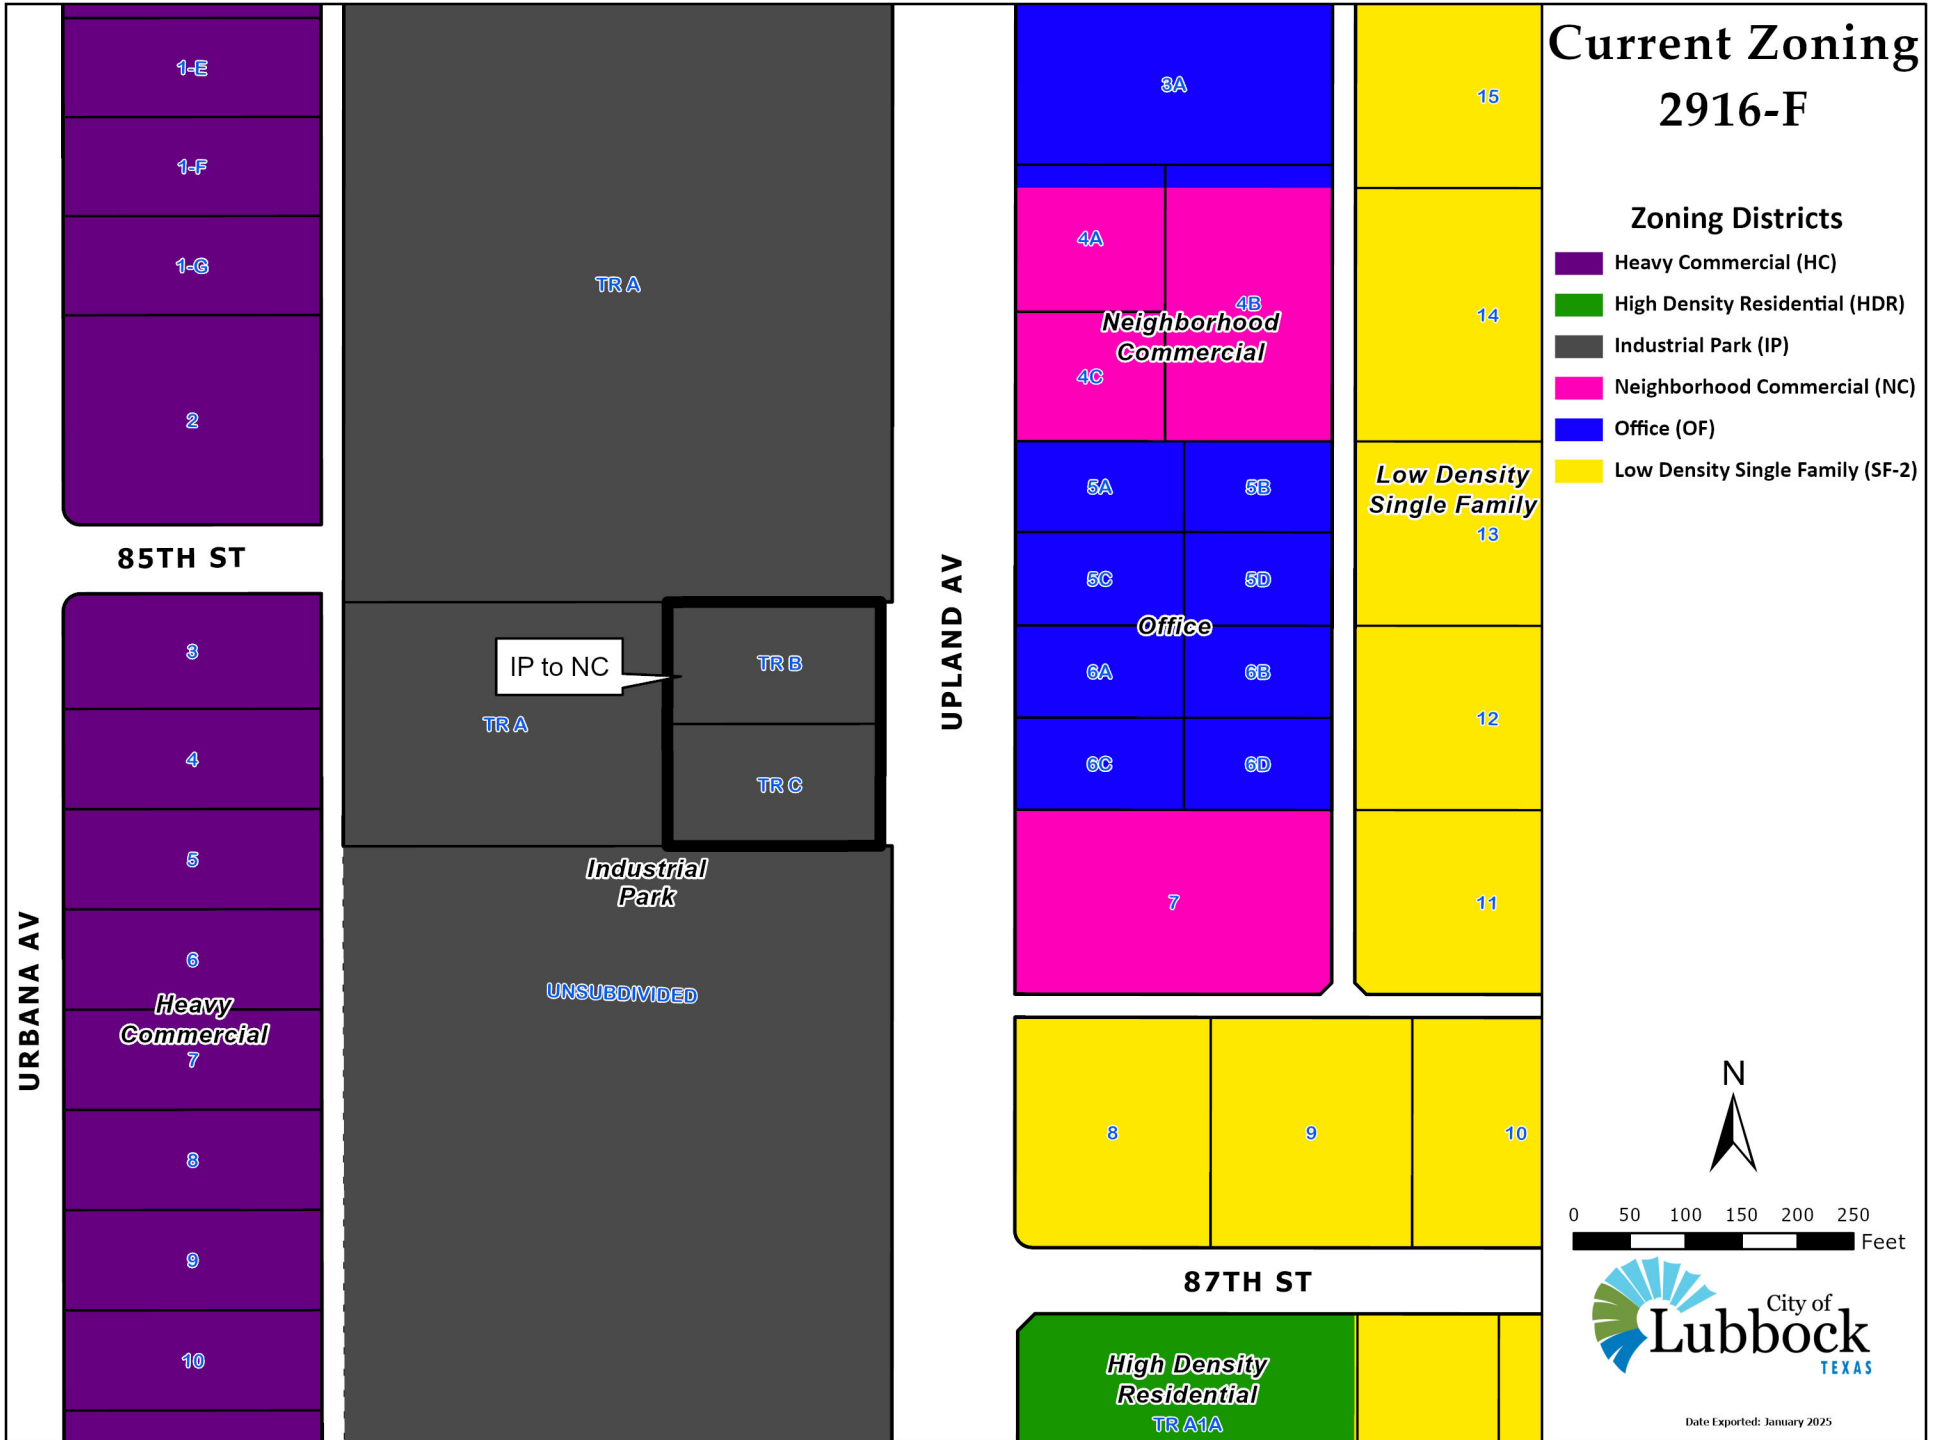 Current Zoning
2916-F
Zoning Districts
Heavy Commercial (HC)
High Density Residential (HDR)
Industrial Park (IP)
Neighborhood Commercial (NC)
Office (OF)
Low Density Single Family (SF-2)
1-E
1-F
1-G
2
85TH ST
3
4
5
6
Heavy
Commercial
7
8
9
10
URBANA AV
TR A
IP to NC
TR A
TR B
TR C
Industrial
Park
UNSUBDIVIDED
UPLAND AV
3A
4A
4B
Neighborhood
Commercial
4C
5A
5B
5C
5D
Office
6A
6B
6C
6D
7
15
14
Low Density
Single Family
13
12
11
8
9
10
87TH ST
High Density
Residential
TR A1A
N
0 50 100 150 200 250
Feet
City of
Lubbock
TEXAS
Date Exported: January 2025